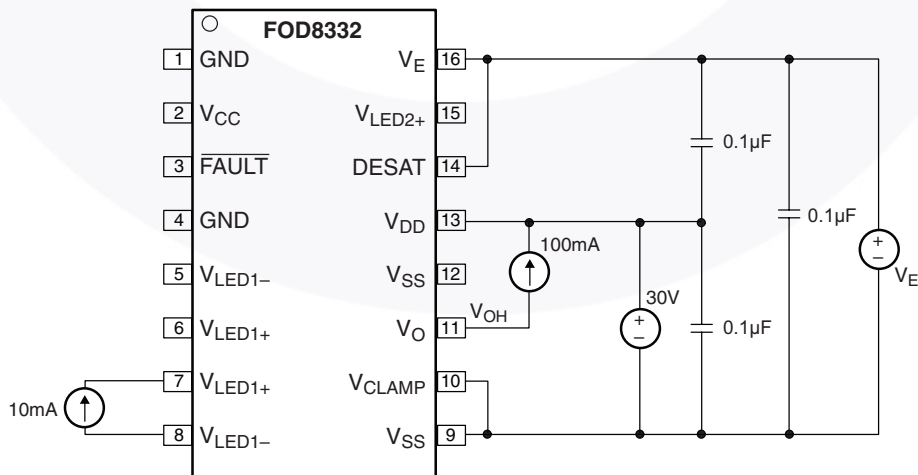 FOD8332
1 GND
2 VCC
3 FAULT
4 GND
5 VLED1–
6 VLED1+
7 VLED1+
8 VLED1–
VE 16
VLED2+ 15
DESAT 14
VDD 13
VSS 12
VO 11
VCLAMP 10
VSS 9
10mA
VOH
100mA
30V
+
–
0.1µF
0.1µF
0.1µF
+
–
VE